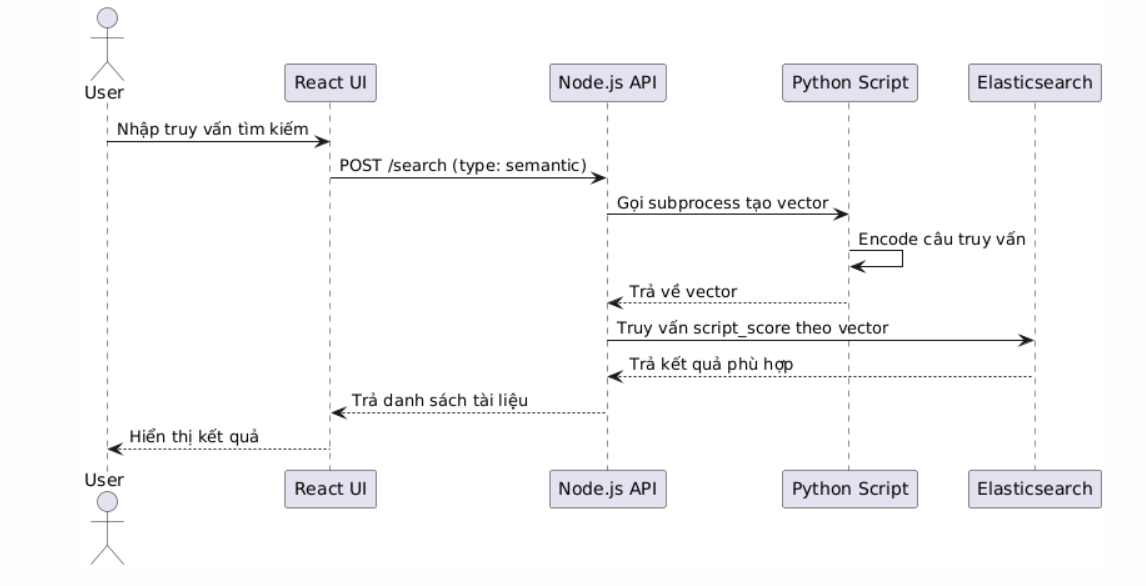 User
React UI
Node.js API
Python Script
Elasticsearch
Nhập truy vấn tìm kiếm
POST /search (type: semantic)
Gọi subprocess tạo vector
Encode câu truy vấn
Trả về vector
Truy vấn script_score theo vector
Trả kết quả phù hợp
Trả danh sách tài liệu
Hiển thị kết quả
User
React UI
Node.js API
Python Script
Elasticsearch